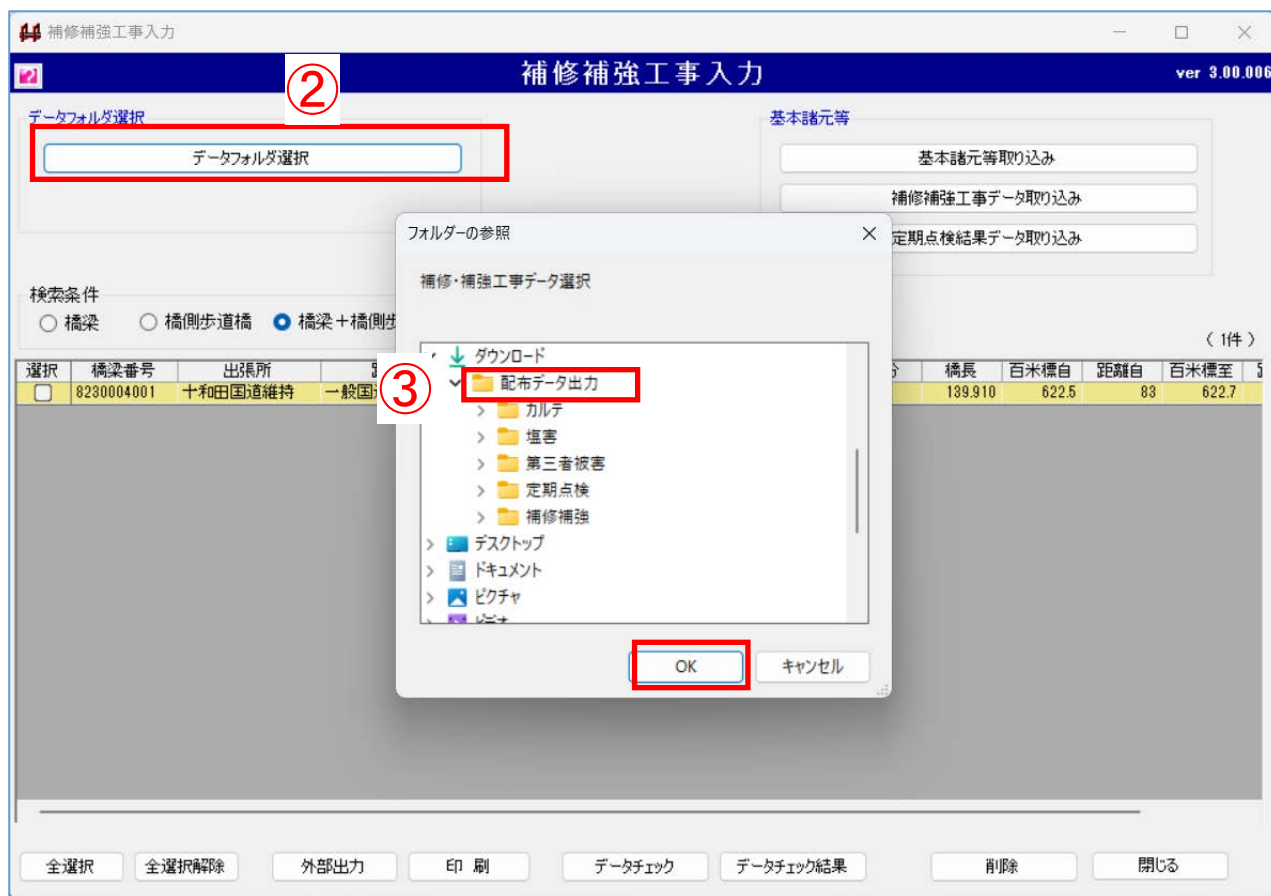 補修補強工事入力
補修補強工事入力
ver 3.00.006
②
データフォルダ選択
データフォルダ選択
基本諸元等
基本諸元等取り込み
補修補強工事データ取り込み
定期点検結果データ取り込み
フォルダーの参照
補修・補強工事データ選択
検索条件
橋梁 橋側歩道橋 橋梁+橋側歩
( 1件 )
選択 橋梁番号 出張所 橋長 百米標自 距離自 百米標至
8230004001 十和田国道維持 一般国道 139.910 622.5 83 622.7
③
ダウンロード
配布データ出力
カルテ
塩害
第三者被害
定期点検
補修補強
デスクトップ
ドキュメント
ピクチャ
ビデオ
OK キャンセル
全選択 全選択解除 外部出力 印 刷 データチェック データチェック結果 削除 閉じる